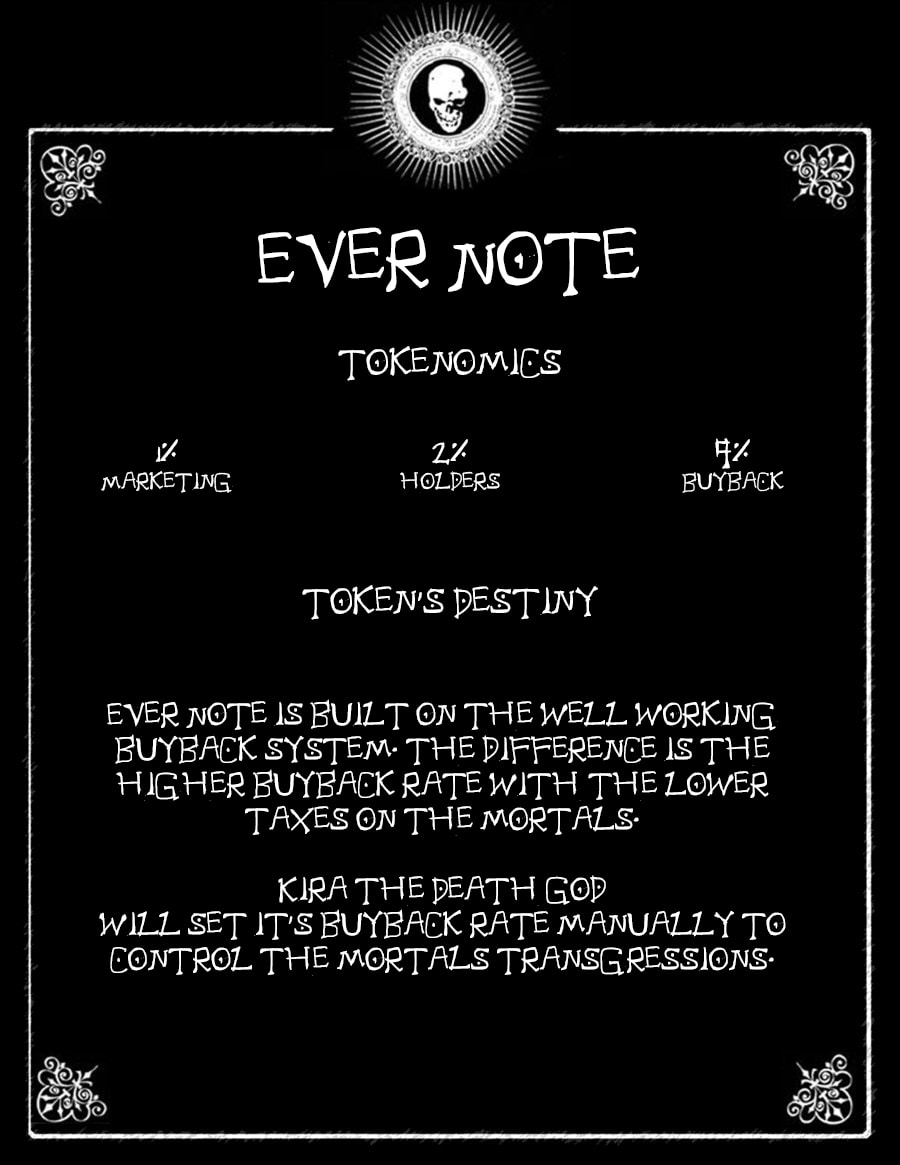 EVER NOTE
TOKENOMICS
1% 2% 9%
MARKETING HOLDERS BUYBACK
TOKEN'S DESTINY
EVER NOTE IS BUILT ON THE WELL WORKING
BUYBACK SYSTEM. THE DIFFERENCE IS THE
HIGHER BUYBACK RATE WITH THE LOWER
TAXES ON THE MORTALS.
KIRA THE DEATH GOD
WILL SET IT'S BUYBACK RATE MANUALLY TO
CONTROL THE MORTALS TRANSGRESSIONS.